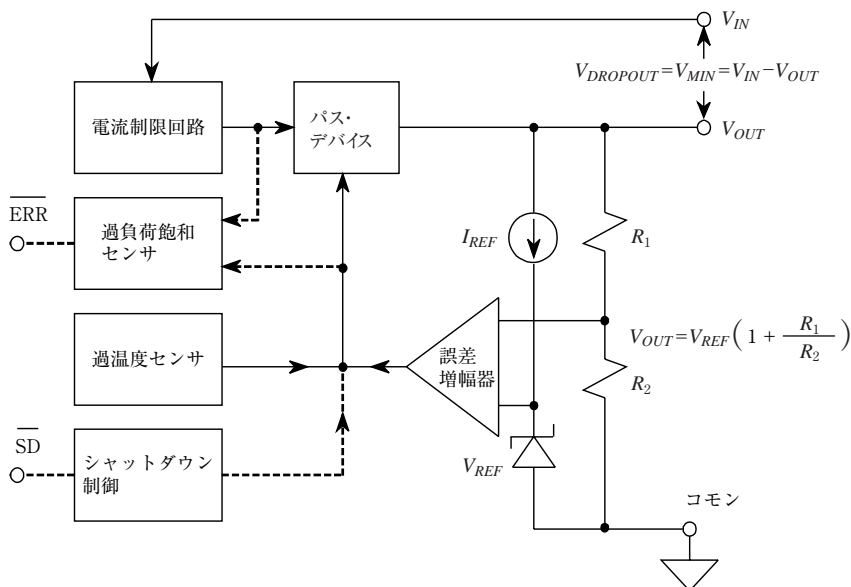 V_IN
V_DROPOUT=V_MIN=V_IN−V_OUT
電流制限回路
パス・
デバイス
V_OUT
ERR
過負荷飽和
センサ
I_REF
R_1
過温度センサ
誤差
増幅器
V_OUT=V_REF(1+R_1/R_2)
R_2
SD
シャットダウン
制御
V_REF
コモン